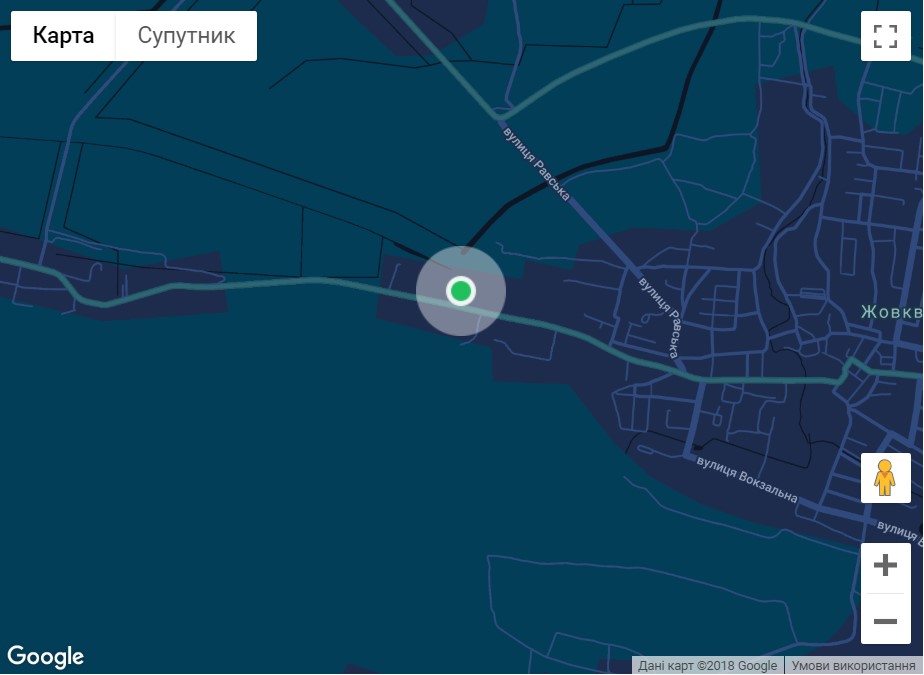 Карта
Супутник
вулиця Равська
вулиця Равська
Жовкв
вулиця Вокзальна
вулиця В
Google
Дані карт ©2018 Google
Умови використання